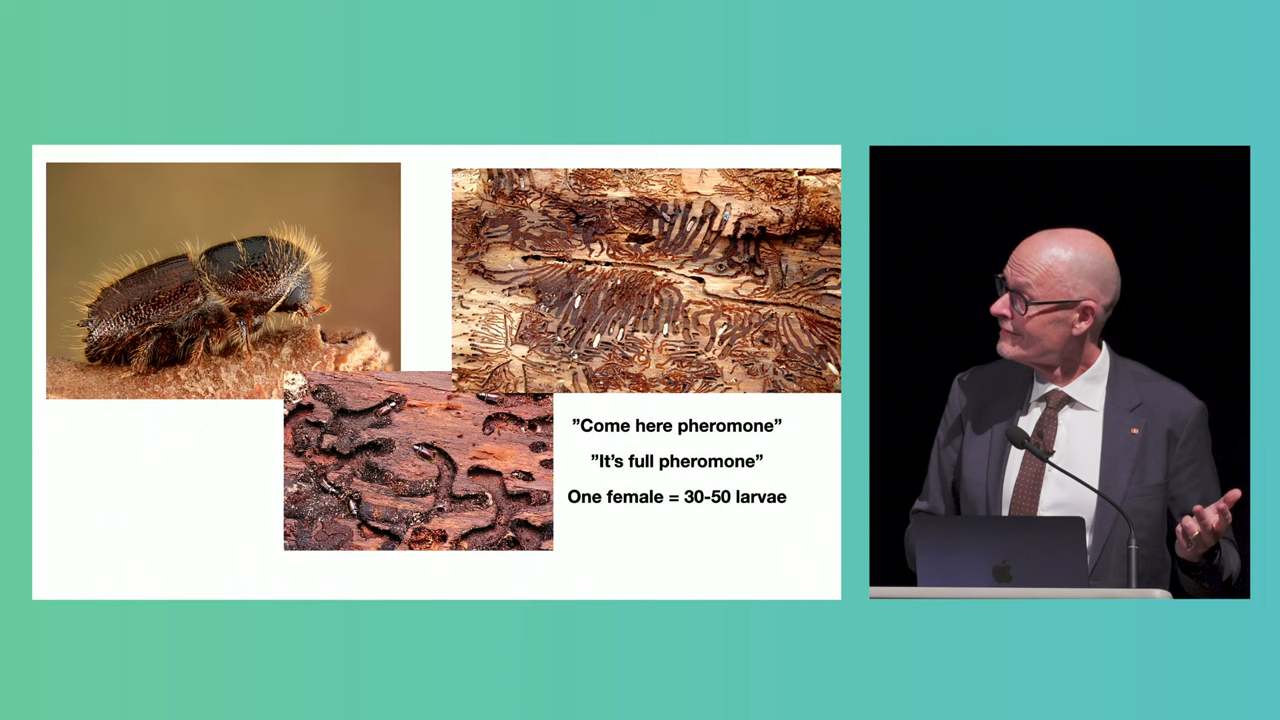 ”Come here pheromone”
”It’s full pheromone”
One female = 30-50 larvae